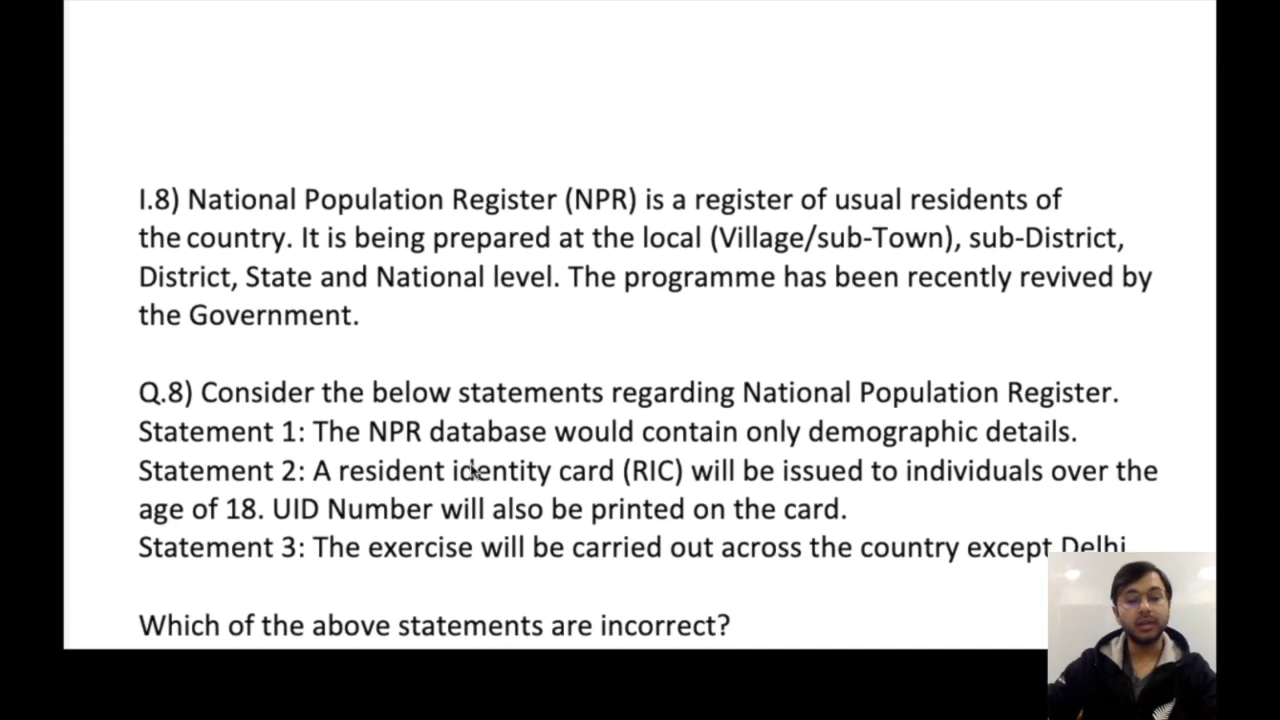 I.8) National Population Register (NPR) is a register of usual residents of
the country. It is being prepared at the local (Village/sub-Town), sub-District,
District, State and National level. The programme has been recently revived by
the Government.
Q.8) Consider the below statements regarding National Population Register.
Statement 1: The NPR database would contain only demographic details.
Statement 2: A resident identity card (RIC) will be issued to individuals over the
age of 18. UID Number will also be printed on the card.
Statement 3: The exercise will be carried out across the country except Delhi
Which of the above statements are incorrect?